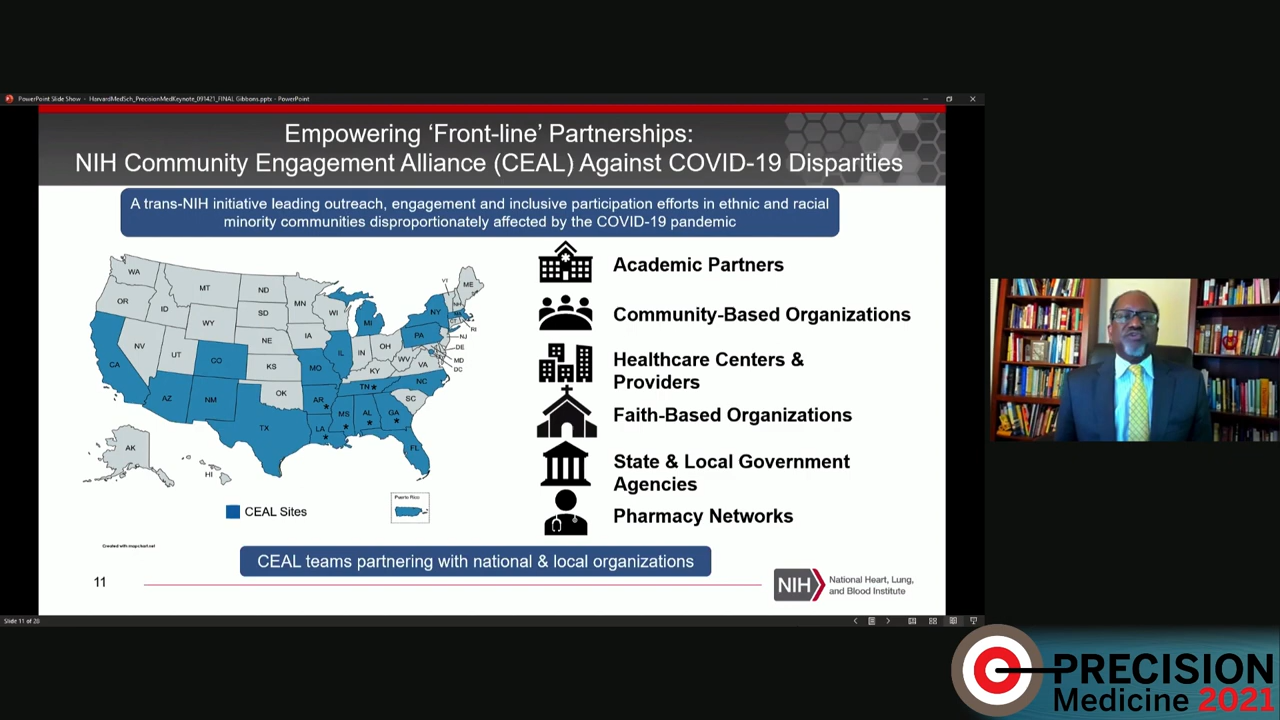 PowerPoint Slide Show - HarvardMedSch_PrecisionMedKeynote_091421_FINAL Gibbons.pptx - PowerPoint
Empowering ‘Front-line’ Partnerships:
NIH Community Engagement Alliance (CEAL) Against COVID-19 Disparities
A trans-NIH initiative leading outreach, engagement and inclusive participation efforts in ethnic and racial
minority communities disproportionately affected by the COVID-19 pandemic
WA
MT
ND
MN
VT
ME
OR
ID
SD
WI
NH
WY
MI
NY
RI
NV
UT
NE
IA
PA
NJ
CA
CO
KS
MO
IL
IN
OH
WV
VA
DE
MD
DC
KY
AZ
NM
OK
AR
TN
NC
SC
TX
LA
MS
AL
GA
FL
AK
HI
Puerto Rico
CEAL Sites
Created with mapchart.net
Academic Partners
Community-Based Organizations
Healthcare Centers &
Providers
Faith-Based Organizations
State & Local Government
Agencies
Pharmacy Networks
CEAL teams partnering with national & local organizations
11
NIH
National Heart, Lung,
and Blood Institute
Slide 11 of 20
PRECISION
Medicine 2021